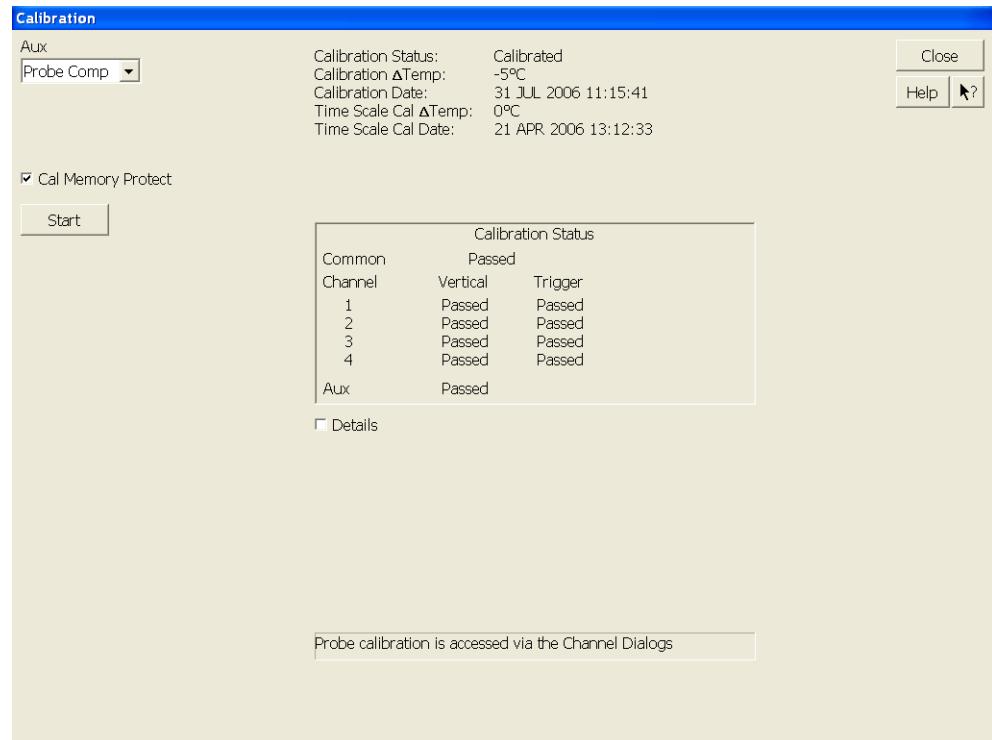 Calibration
Aux
Probe Comp
Calibration Status: Calibrated
Calibration ΔTemp: -5ºC
Calibration Date: 31 JUL 2006 11:15:41
Time Scale Cal ΔTemp: 0ºC
Time Scale Cal Date: 21 APR 2006 13:12:33
Close
Help ?
Cal Memory Protect
Start
Calibration Status
Common Passed
Channel Vertical Trigger
1 Passed Passed
2 Passed Passed
3 Passed Passed
4 Passed Passed
Aux Passed
Details
Probe calibration is accessed via the Channel Dialogs